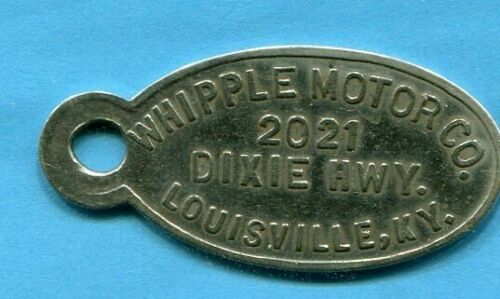 WHIPPLE MOTOR CO.
2021
DIXIE HWY.
LOUISVILLE, KY.